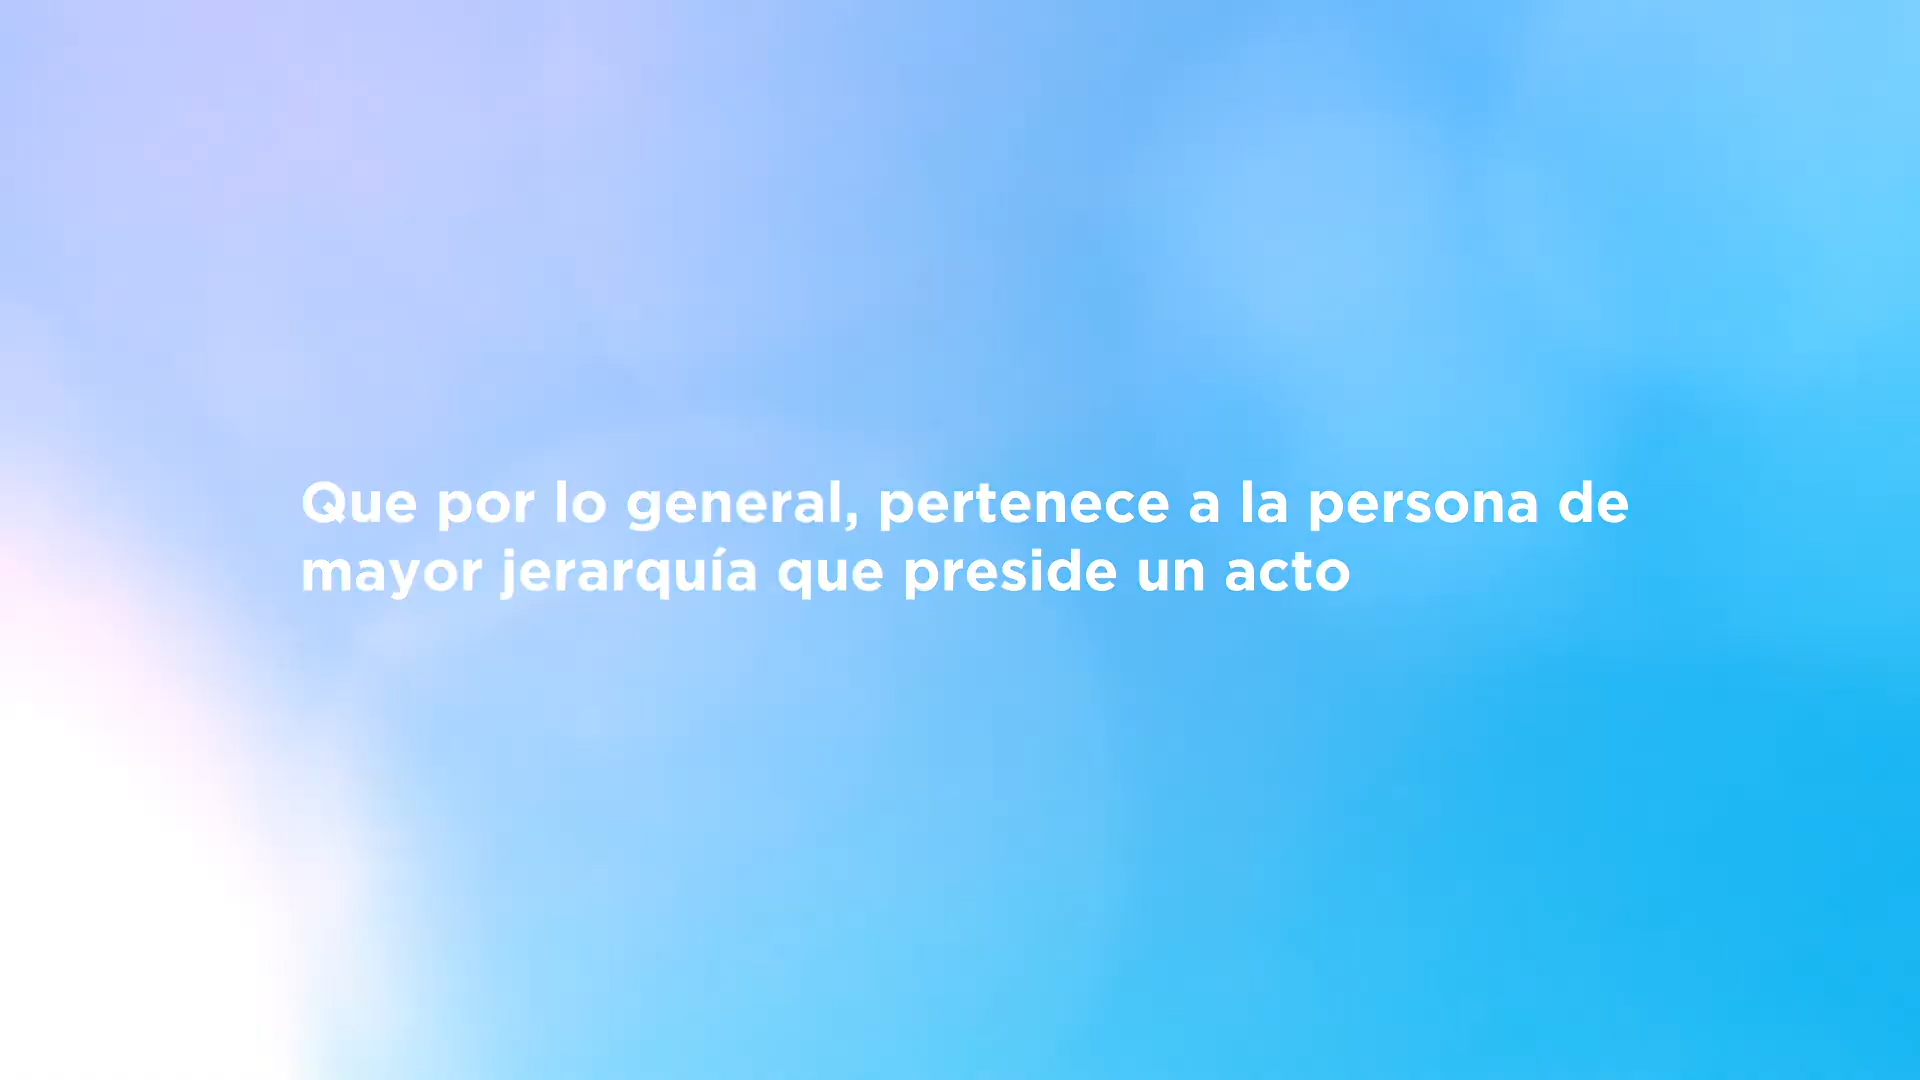 Que por lo general, pertenece a la persona de
mayor jerarquía que preside un acto